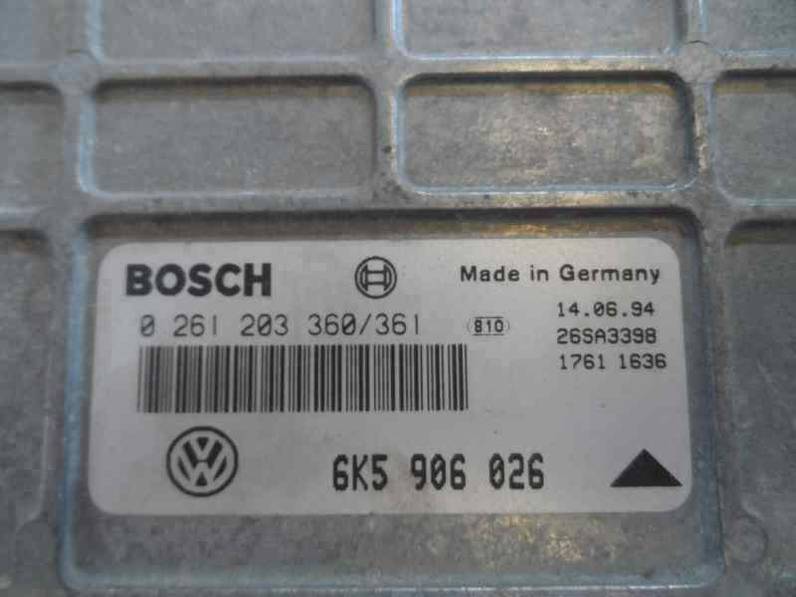 BOSCH
Made in Germany
0 261 203 360/361
810
14.06.94
26SA3398
1761 1636
VW
6K5 906 026